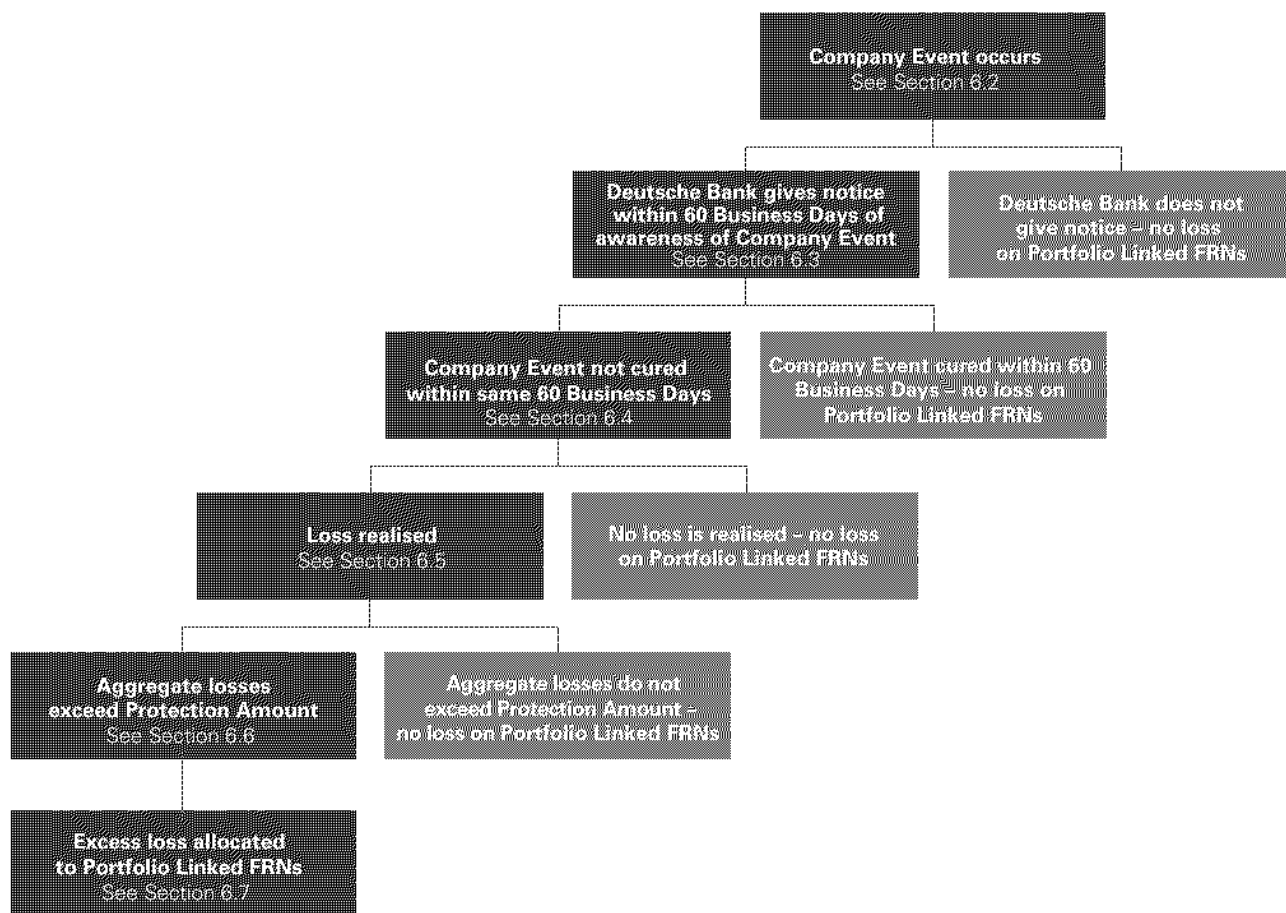 Company Event occurs
See Section 6.2
Deutsche Bank gives notice
within 60 Business Days of
awareness of Company Event
See Section 6.3
Deutsche Bank does not
give notice – no loss
on Portfolio Linked FRNs
Company Event not cured
within same 60 Business Days
See Section 6.4
Company Event cured within 60
Business Days – no loss on
Portfolio Linked FRNs
Loss realised
See Section 6.5
No loss is realised – no loss
on Portfolio Linked FRNs
Aggregate losses
exceed Protection Amount
See Section 6.6
Aggregate losses do not
exceed Protection Amount –
no loss on Portfolio Linked FRNs
Excess loss allocated
to Portfolio Linked FRNs
See Section 6.7